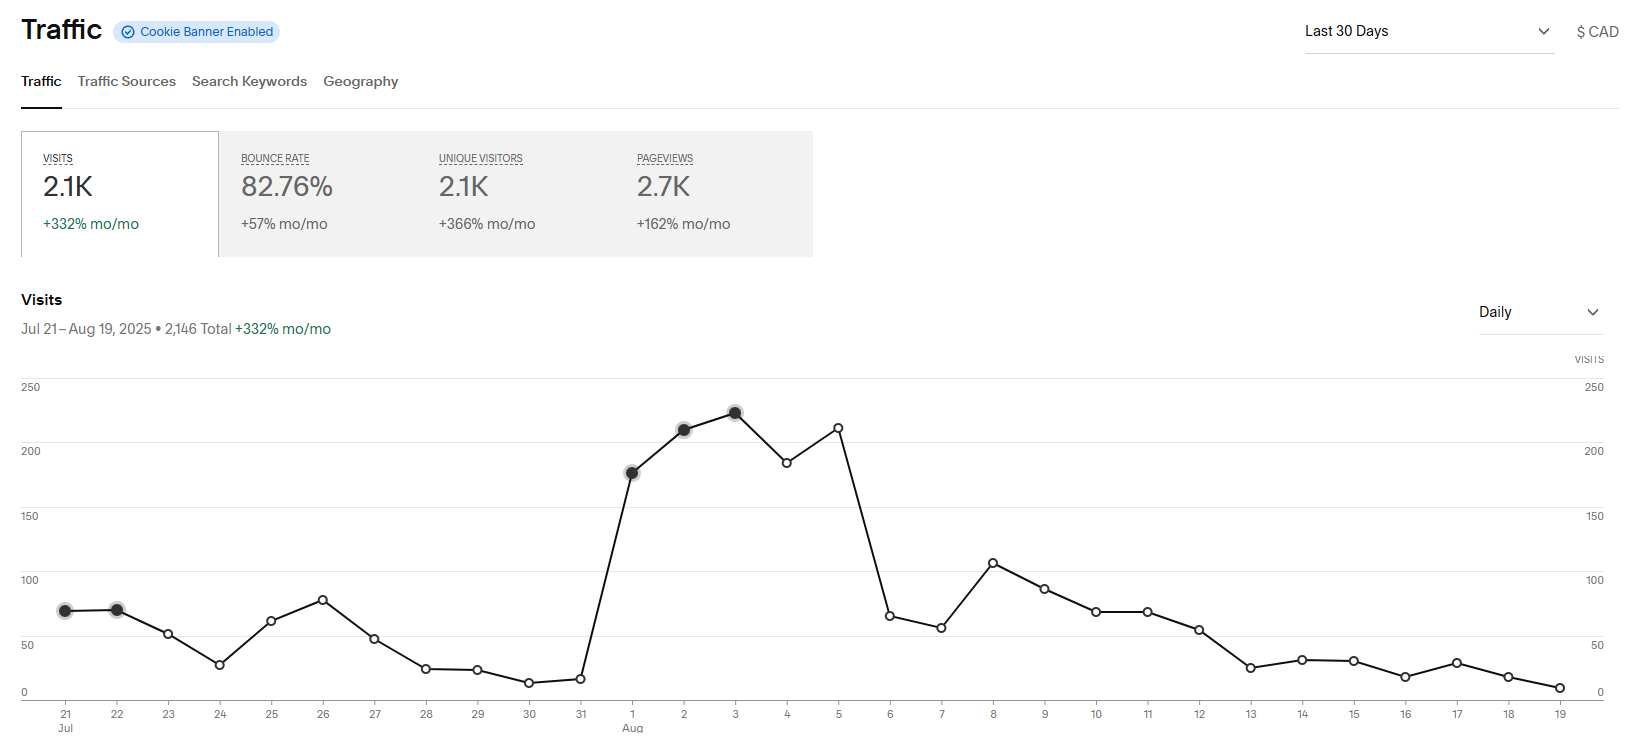 Traffic Cookie Banner Enabled Last 30 Days $ CAD
Traffic Traffic Sources Search Keywords Geography
VISITS BOUNCE RATE UNIQUE VISITORS PAGEVIEWS
2.1K 82.76% 2.1K 2.7K
+332% mo/mo +57% mo/mo +366% mo/mo +162% mo/mo
Visits
Daily
Jul 21 – Aug 19, 2025 • 2,146 Total +332% mo/mo
VISITS
250 250
200 200
150 150
100 100
50 50
0 0
21 22 23 24 25 26 27 28 29 30 31 1 2 3 4 5 6 7 8 9 10 11 12 13 14 15 16 17 18 19
Jul Aug